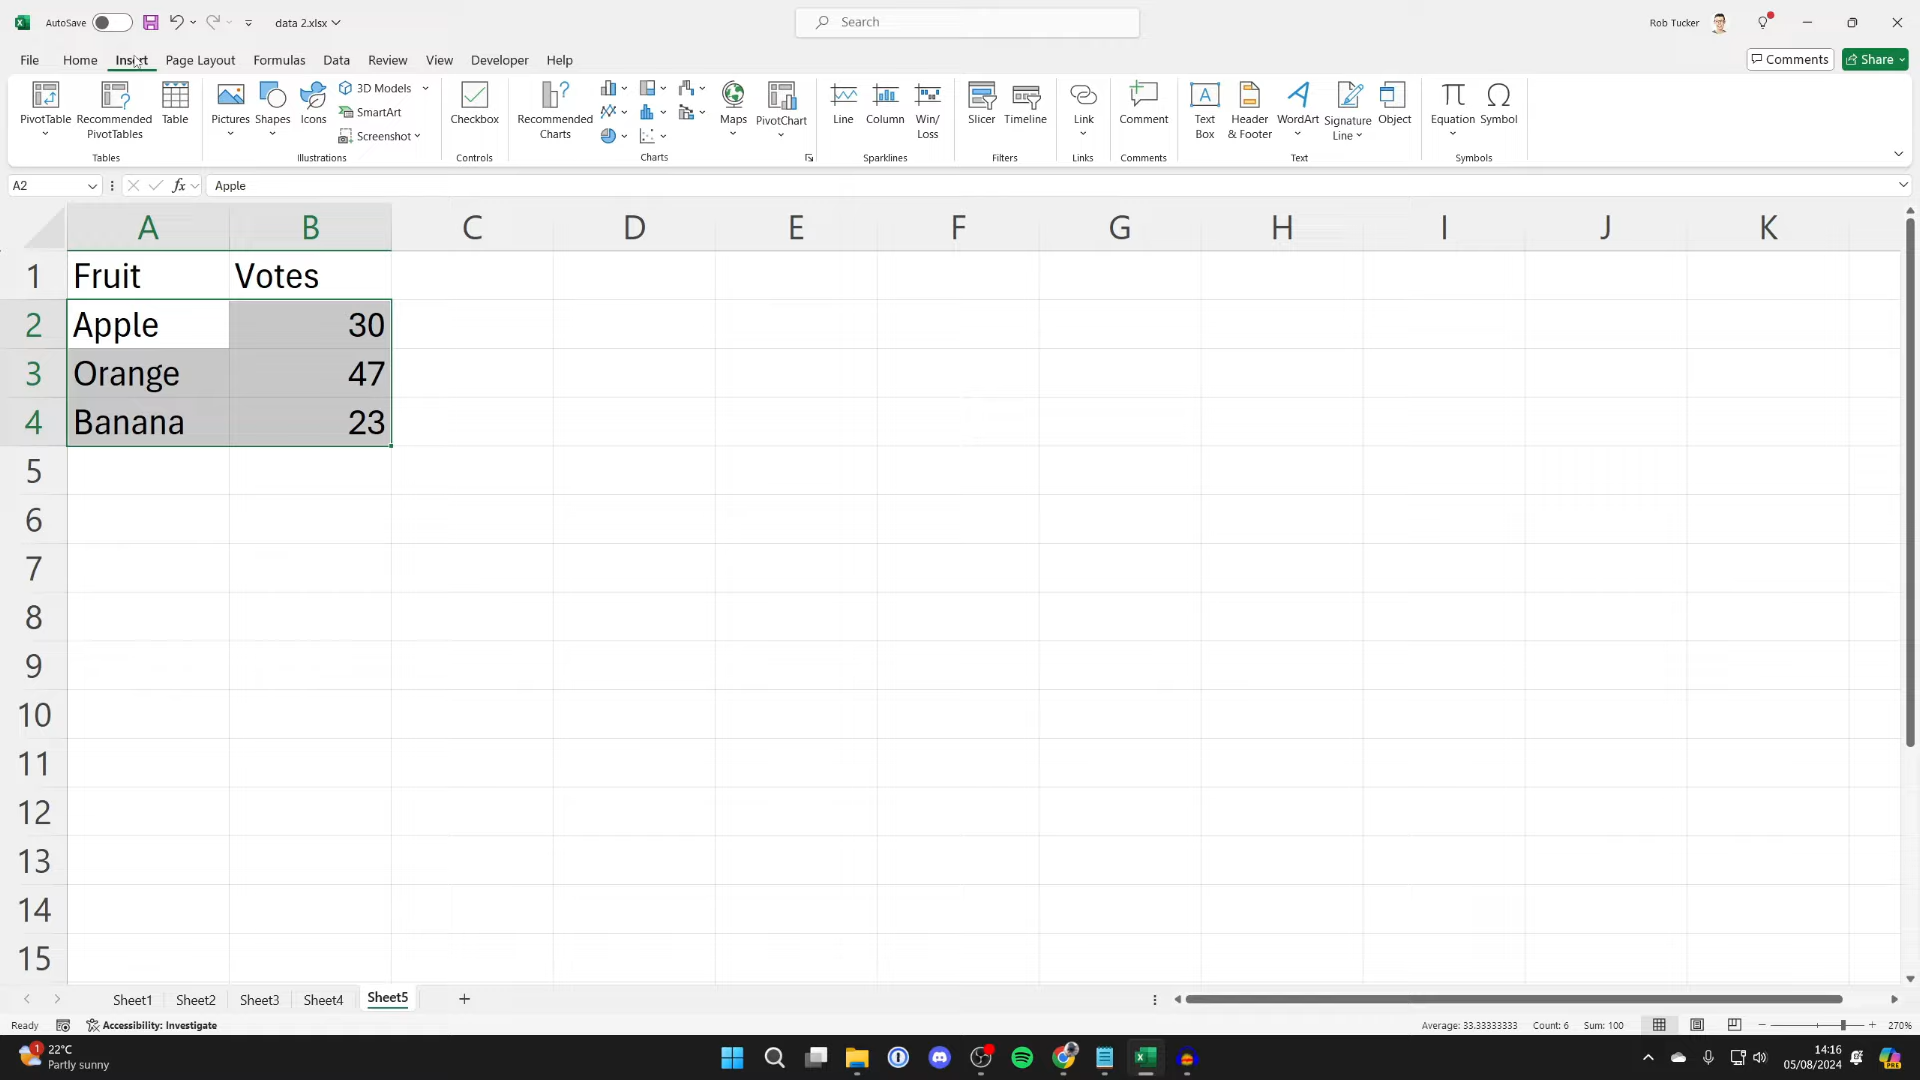 AutoSave data 2.xlsx Search Rob Tucker
File Home Insert Page Layout Formulas Data Review View Developer Help Comments Share
PivotTable Recommended PivotTables Table Pictures Shapes Icons 3D Models SmartArt Screenshot Checkbox Recommended Charts Maps PivotChart Line Column Win/Loss Slicer Timeline Link Comment Text Box Header & Footer WordArt Signature Line Object Equation Symbol
Tables Illustrations Controls Charts Sparklines Filters Links Comments Text Symbols
A2 fx Apple
A B C D E F G H I J K
1 Fruit Votes
2 Apple 30
3 Orange 47
4 Banana 23
5
6
7
8
9
10
11
12
13
14
15
Sheet1 Sheet2 Sheet3 Sheet4 Sheet5
Ready Accessibility: Investigate Average: 33.33333333 Count: 6 Sum: 100 270%
1 22°C 14:16
Partly sunny 05/08/2024 PRE